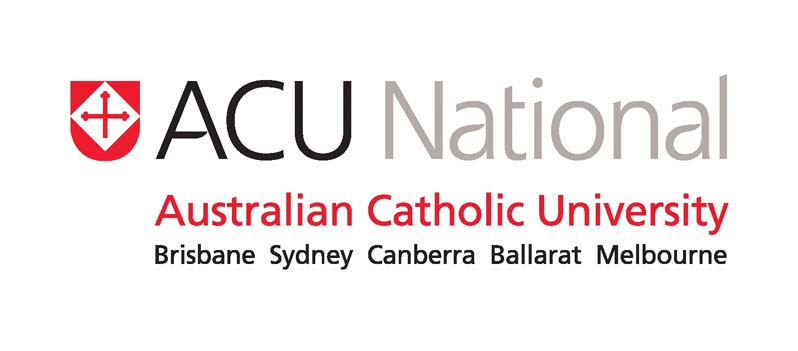 ACU National
Australian Catholic University
Brisbane Sydney Canberra Ballarat Melbourne